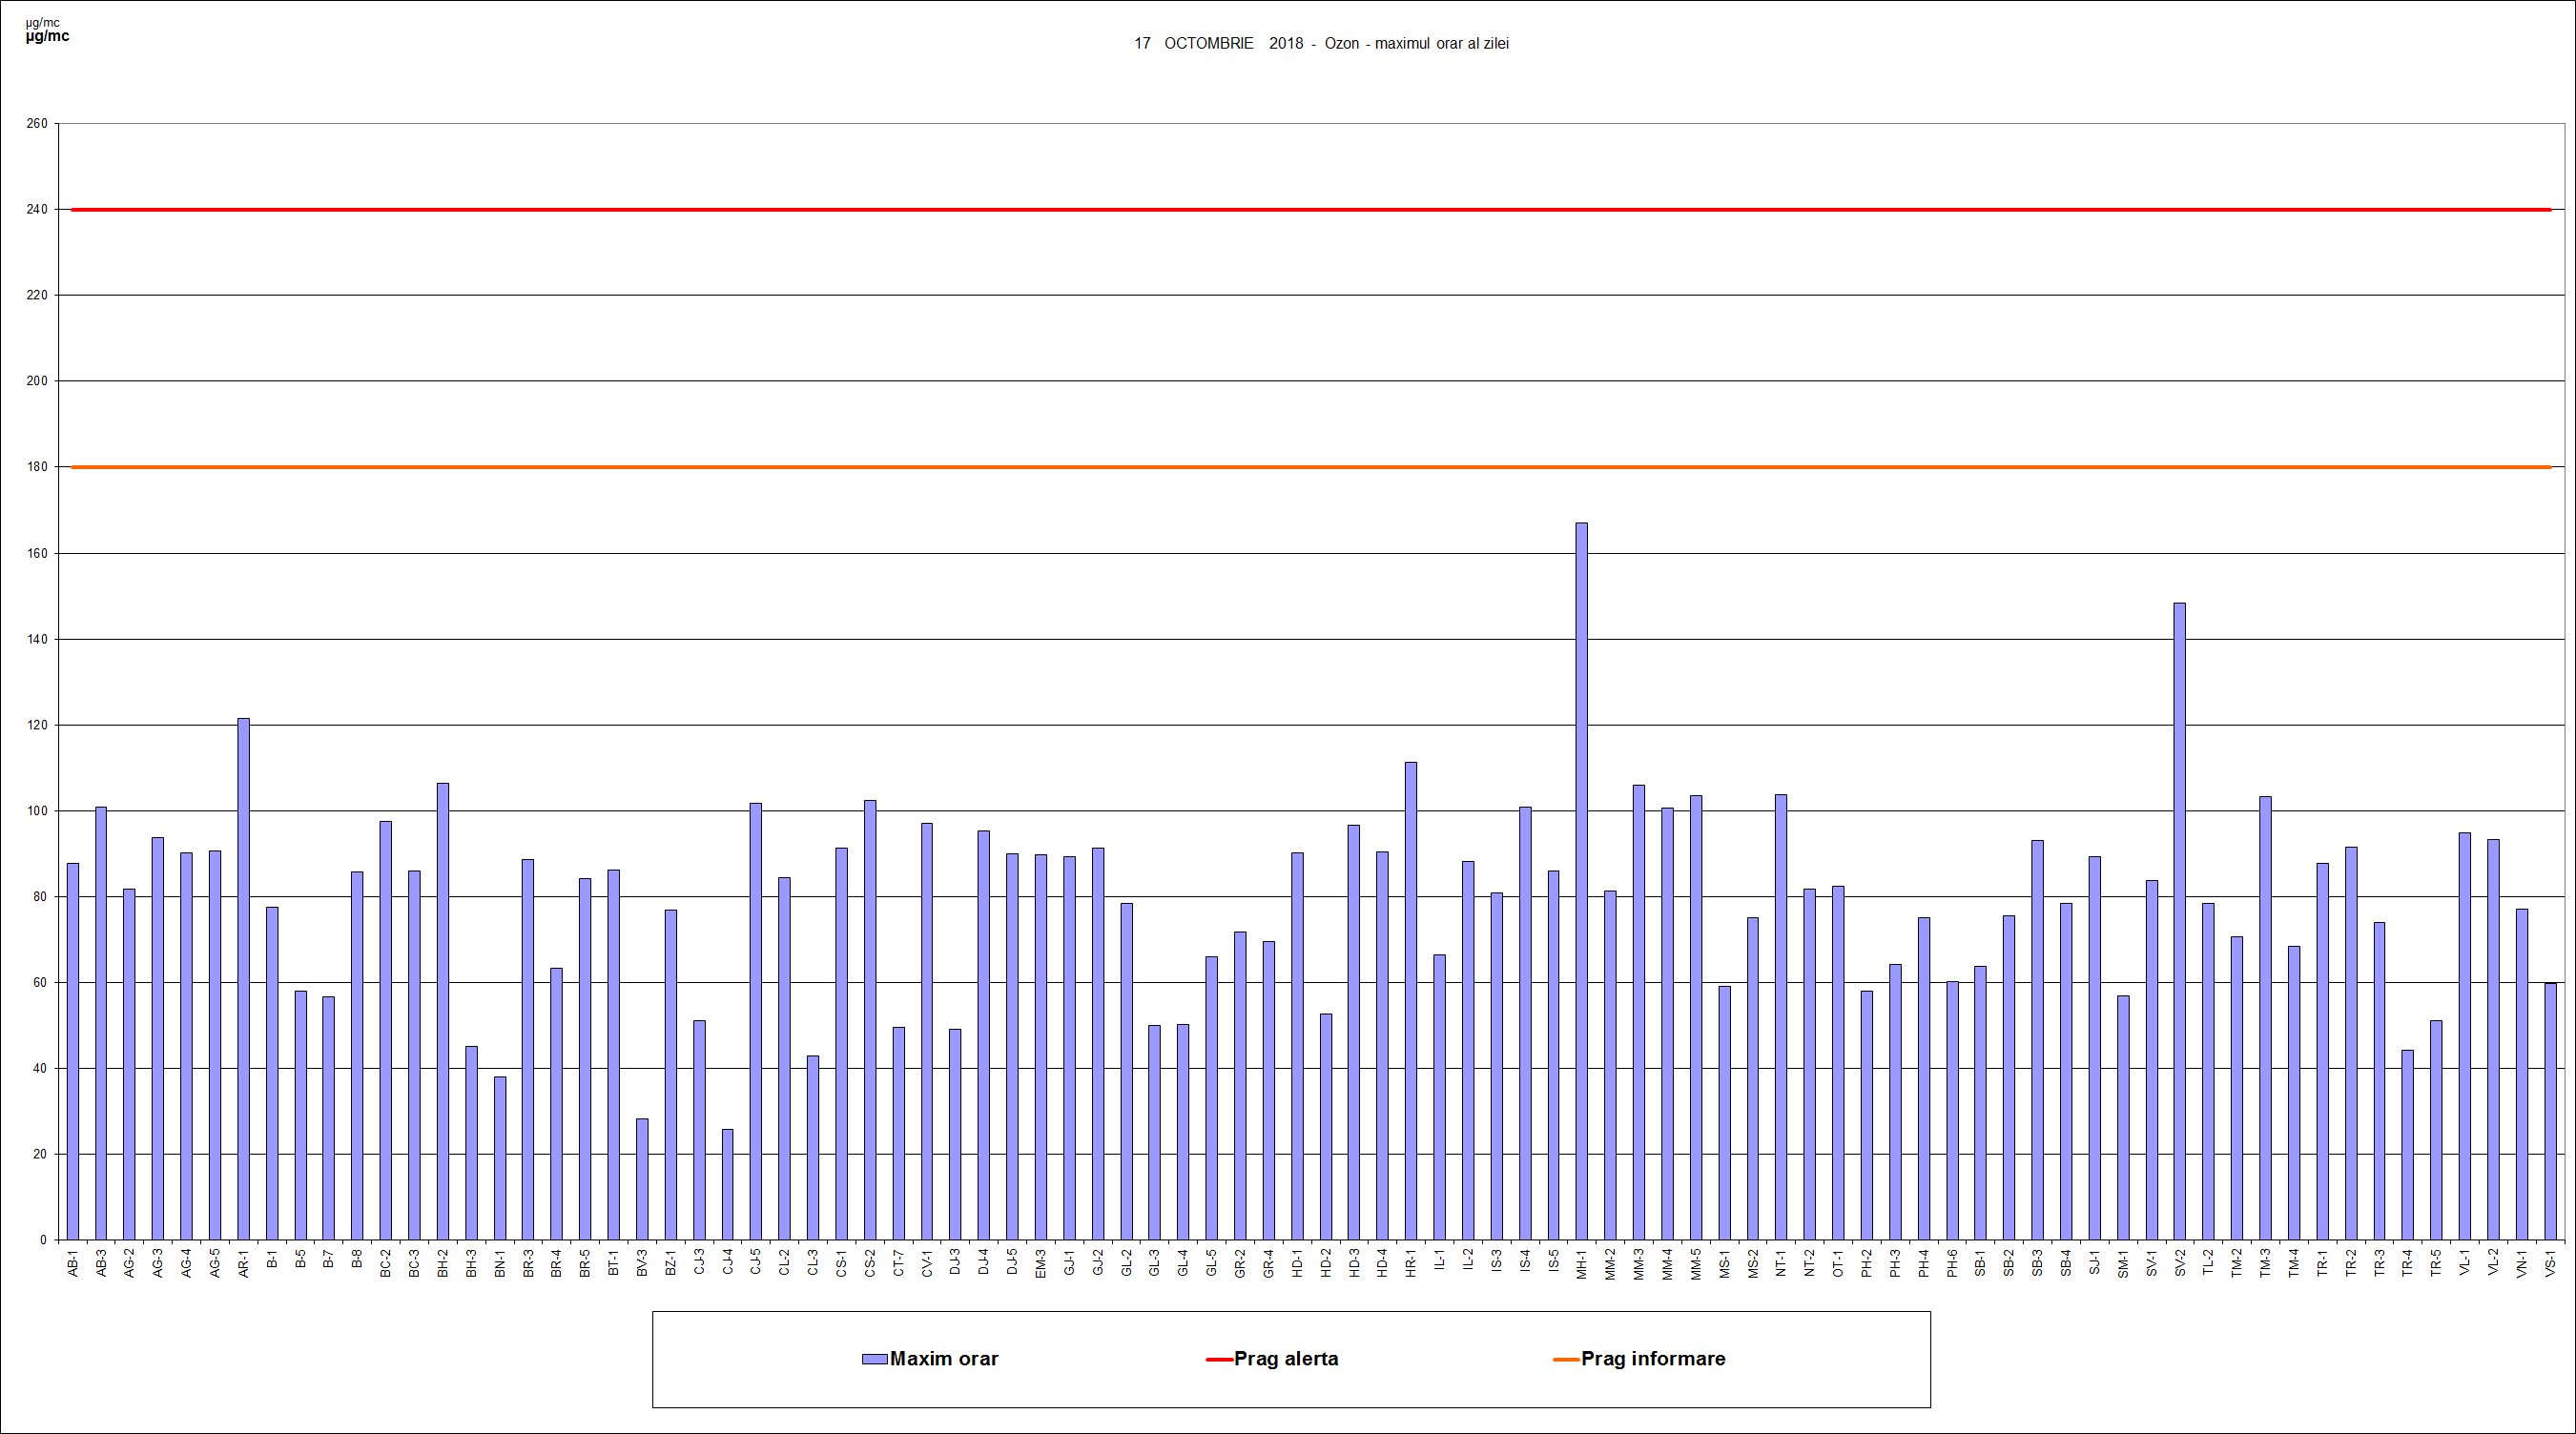 µg/mc
µg/mc
17 OCTOMBRIE 2018 - Ozon - maximul orar al zilei
260
240
220
200
180
160
140
120
100
80
60
40
20
0
AB-1 AB-3 AG-2 AG-3 AG-4 AG-5 AR-1 B-1 B-5 B-7 B-8 BC-2 BC-3 BH-2 BH-3 BN-1 BR-3 BR-4 BR-5 BT-1 BV-3 BZ-1 CJ-3 CJ-4 CJ-5 CL-2 CL-3 CS-1 CS-2 CT-7 CV-1 DJ-3 DJ-4 DJ-5 EM-3 GJ-1 GJ-2 GL-2 GL-3 GL-4 GL-5 GR-2 GR-4 HD-1 HD-2 HD-3 HD-4 HR-1 IL-1 IL-2 IS-3 IS-4 IS-5 MH-1 MM-2 MM-3 MM-4 MM-5 MS-1 MS-2 NT-1 NT-2 OT-1 PH-2 PH-3 PH-4 PH-6 SB-1 SB-2 SB-3 SB-4 SJ-1 SM-1 SV-1 SV-2 TL-2 TM-2 TM-3 TM-4 TR-1 TR-2 TR-3 TR-4 TR-5 VL-1 VL-2 VN-1 VS-1
Maxim orar Prag alerta Prag informare